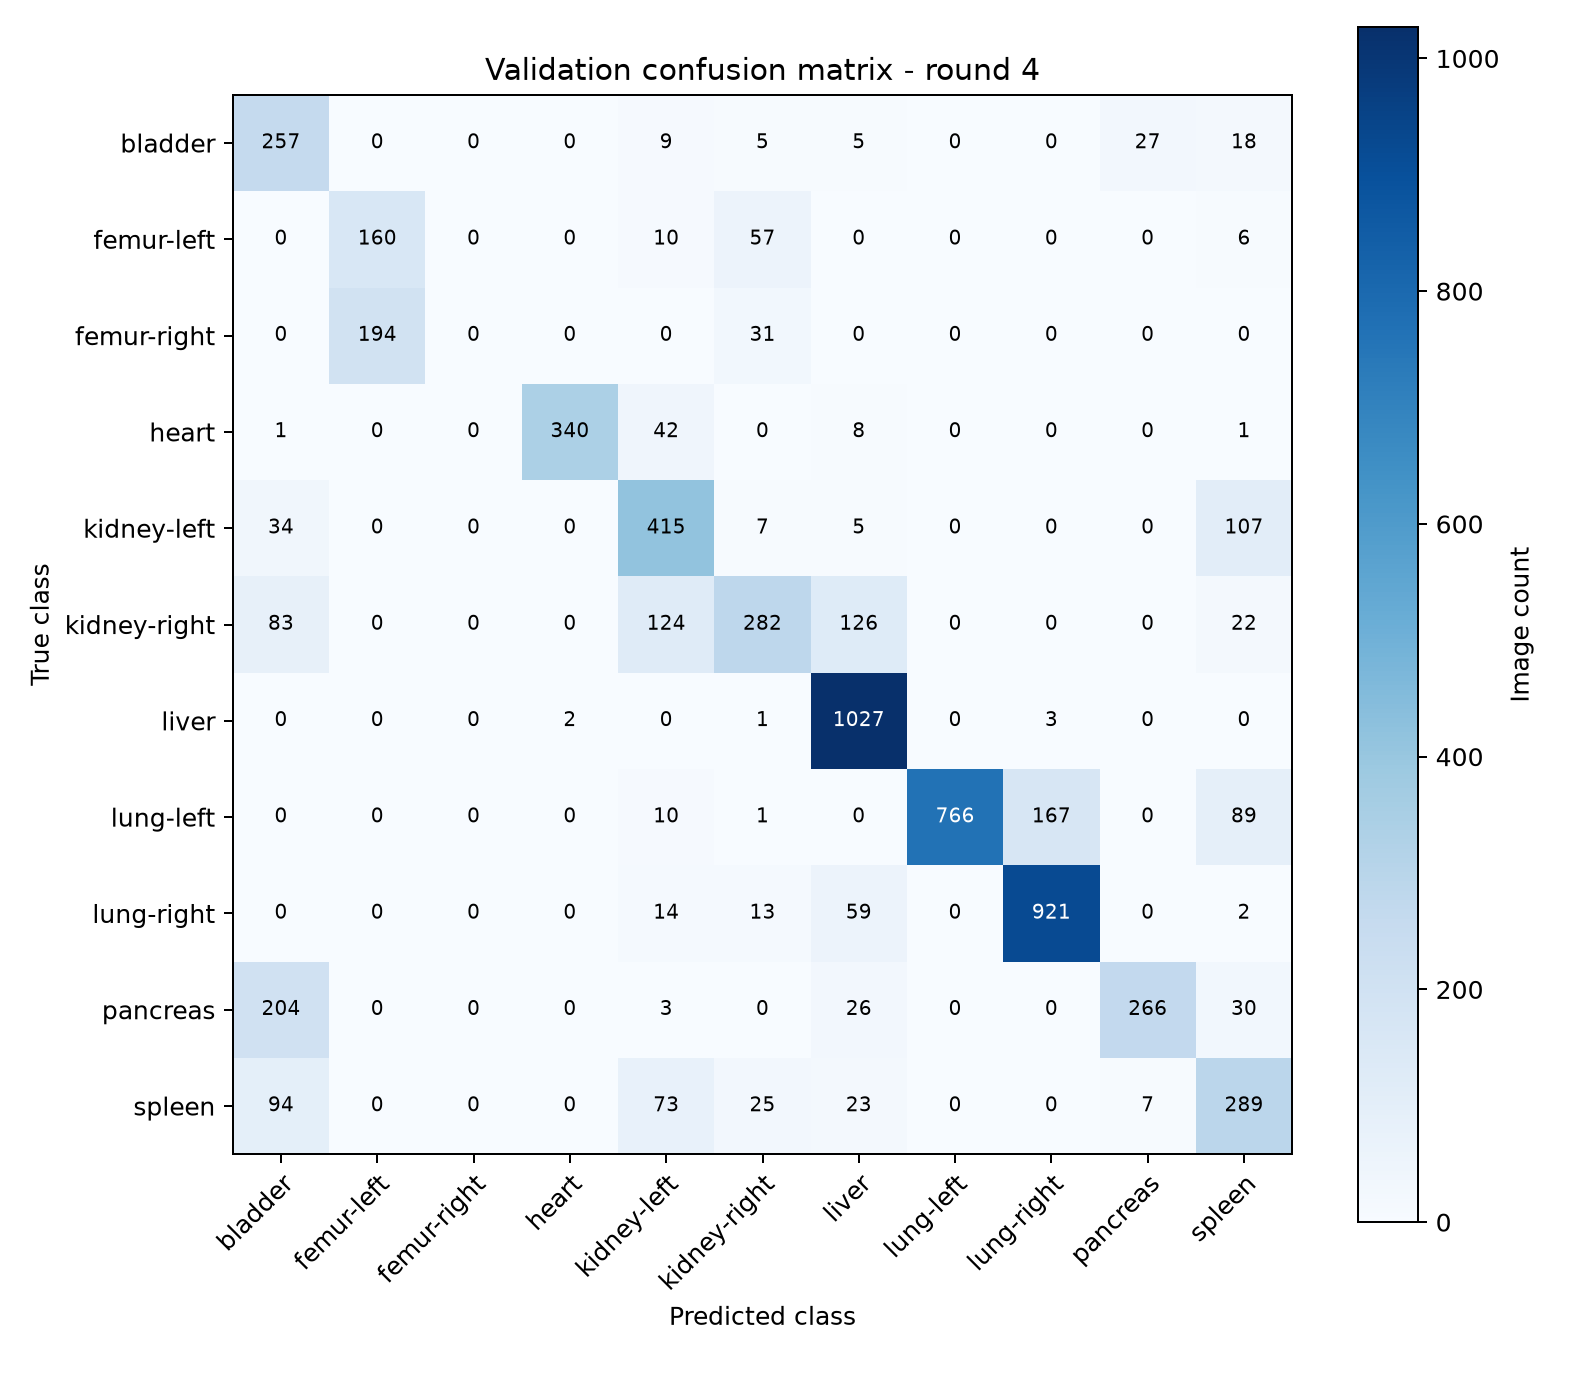 Validation confusion matrix - round 4
bladder 257 0 0 0 9 5 5 0 0 27 18
femur-left 0 160 0 0 10 57 0 0 0 0 6
femur-right 0 194 0 0 0 31 0 0 0 0 0
heart 1 0 0 340 42 0 8 0 0 0 1
kidney-left 34 0 0 0 415 7 5 0 0 0 107
kidney-right 83 0 0 0 124 282 126 0 0 0 22
liver 0 0 0 2 0 1 1027 0 3 0 0
lung-left 0 0 0 0 10 1 0 766 167 0 89
lung-right 0 0 0 0 14 13 59 0 921 0 2
pancreas 204 0 0 0 3 0 26 0 0 266 30
spleen 94 0 0 0 73 25 23 0 0 7 289
bladder femur-left femur-right heart kidney-left kidney-right liver lung-left lung-right pancreas spleen
Predicted class
True class
1000
800
600
400
200
0
Image count